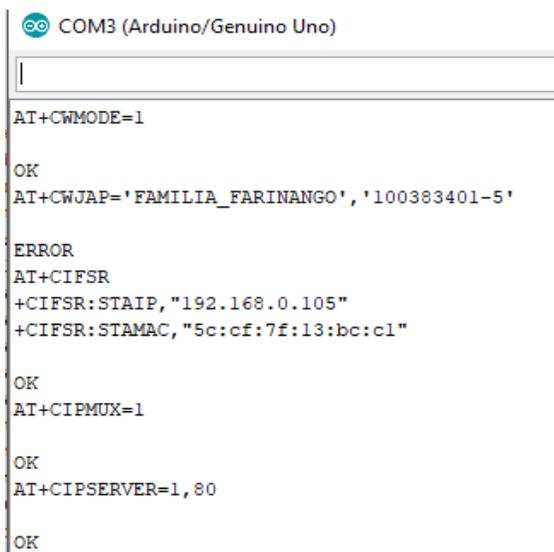 COM3 (Arduino/Genuino Uno)
AT+CWMODE=1
OK
AT+CWJAP='FAMILIA_FARINANGO','100383401-5'
ERROR
AT+CIFSR
+CIFSR:STAIP,"192.168.0.105"
+CIFSR:STAMAC,"5c:cf:7f:13:bc:c1"
OK
AT+CIPMUX=1
OK
AT+CIPSERVER=1,80
OK